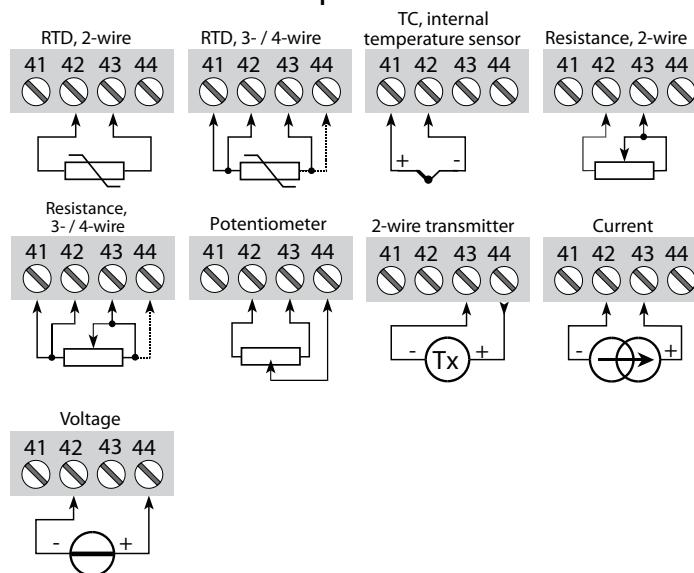 RTD, 2-wire
41 42 43 44
RTD, 3- / 4-wire
41 42 43 44
TC, internal
temperature sensor
41 42 43 44
+ -
Resistance, 2-wire
41 42 43 44
Resistance,
3- / 4-wire
41 42 43 44
Potentiometer
41 42 43 44
2-wire transmitter
41 42 43 44
- Tx +
Current
41 42 43 44
- +
Voltage
41 42 43 44
- +